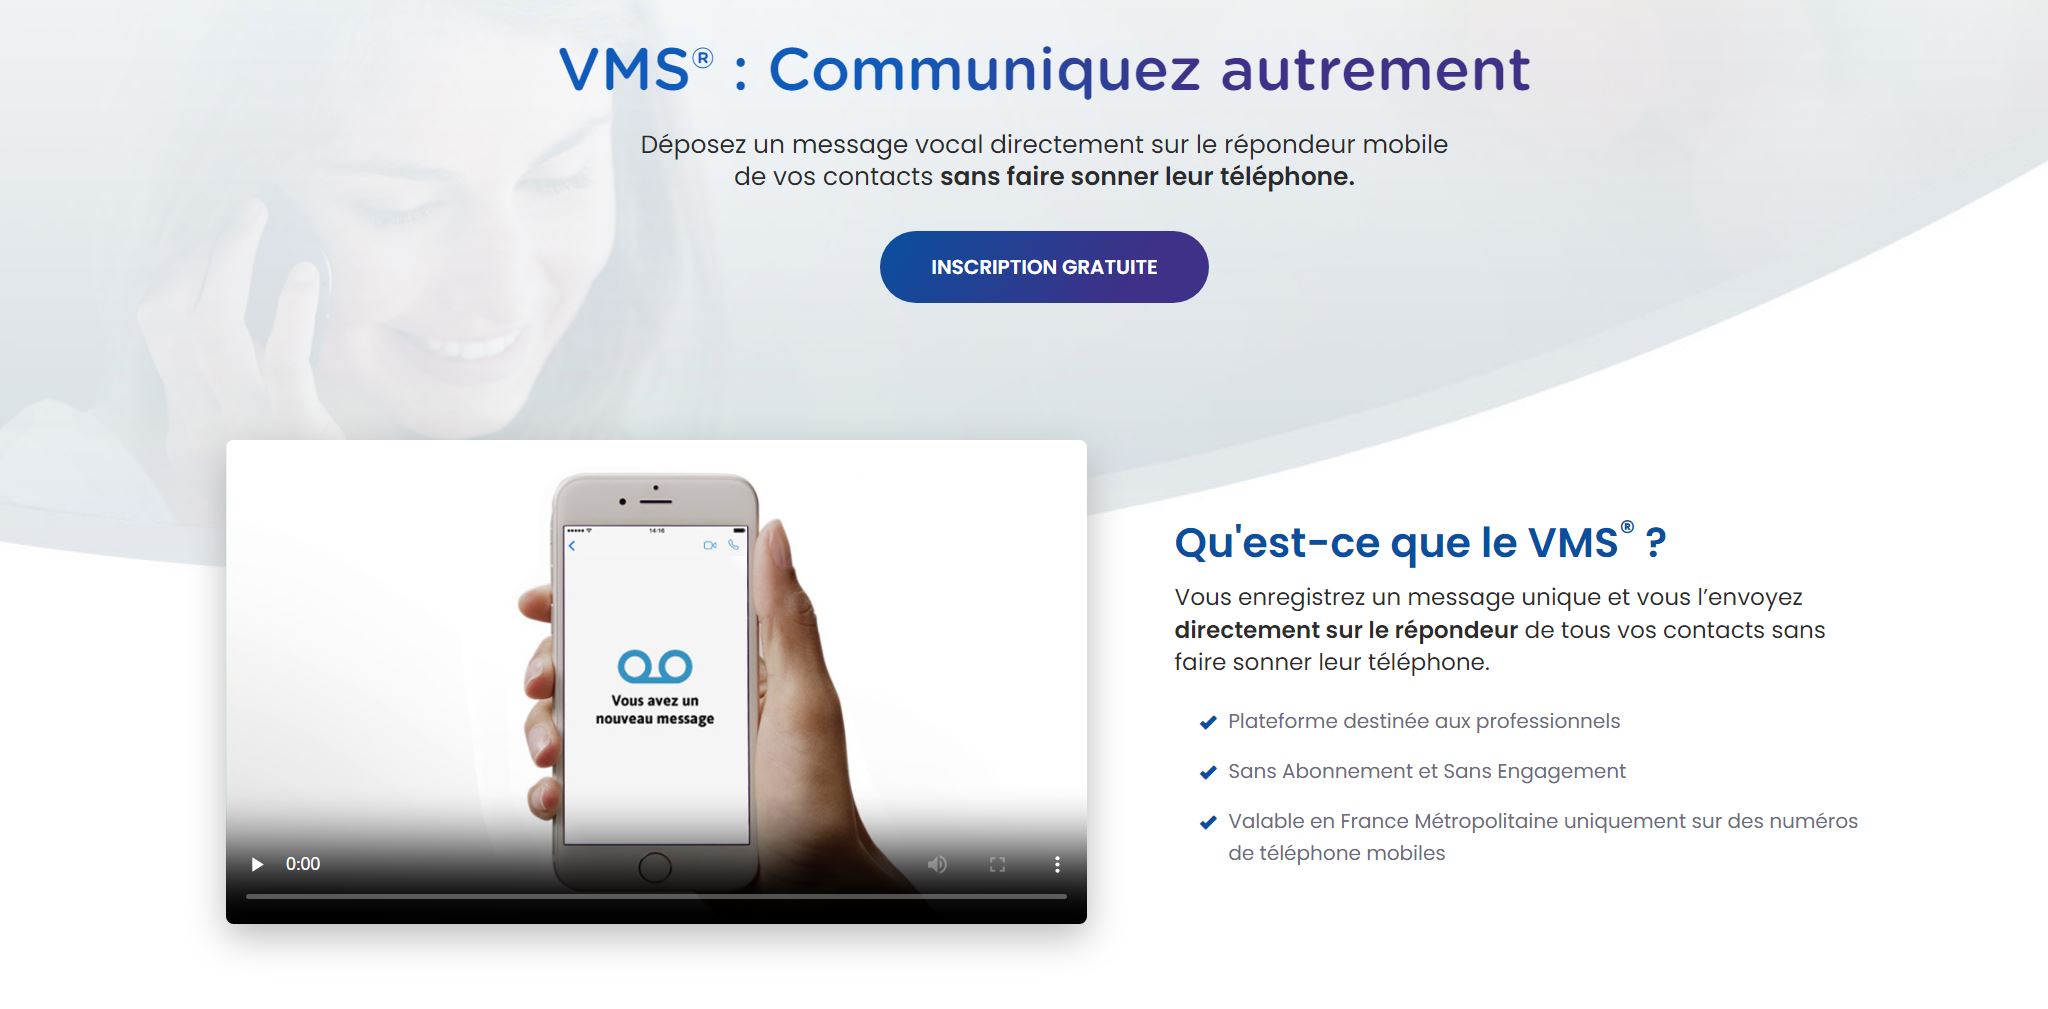 VMS® : Communiquez autrement
Déposez un message vocal directement sur le répondeur mobile
de vos contacts sans faire sonner leur téléphone.
INSCRIPTION GRATUITE
14:16
Vous avez un
nouveau message
0:00
Qu'est-ce que le VMS® ?
Vous enregistrez un message unique et vous l’envoyez
directement sur le répondeur de tous vos contacts sans
faire sonner leur téléphone.
Plateforme destinée aux professionnels
Sans Abonnement et Sans Engagement
Valable en France Métropolitaine uniquement sur des numéros
de téléphone mobiles